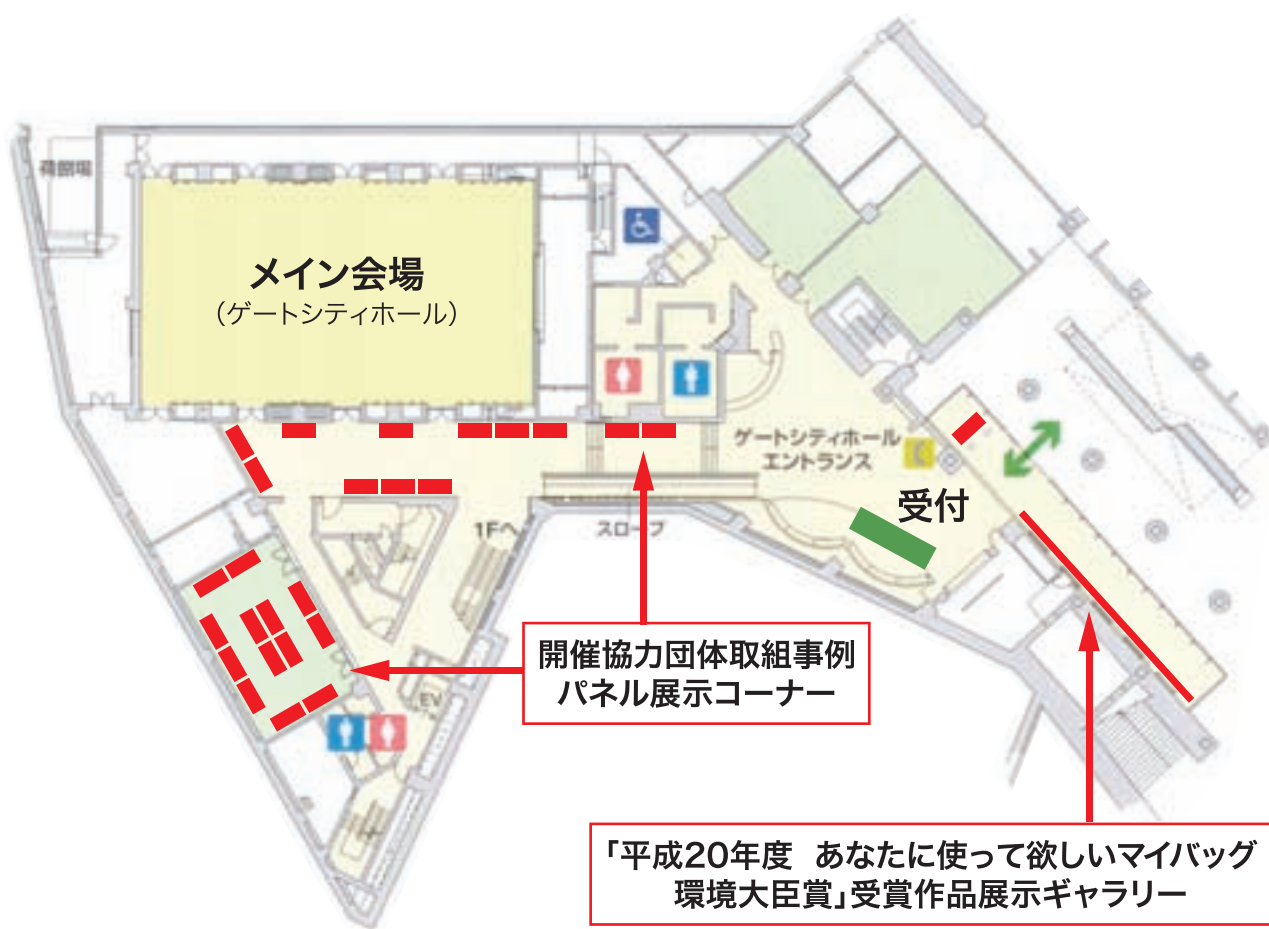 荷捌場
メイン会場
（ゲートシティホール）
ゲートシティホール
エントランス
受付
1Fへ
スロープ
開催協力団体取組事例
パネル展示コーナー
EV
「平成20年度 あなたに使って欲しいマイバッグ
環境大臣賞」受賞作品展示ギャラリー